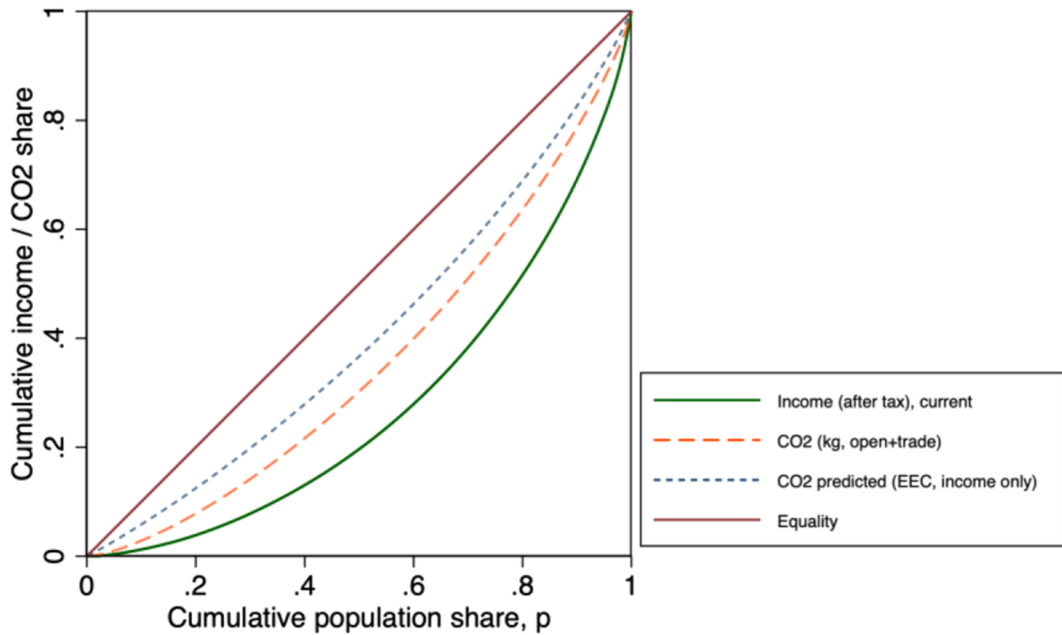 Cumulative income / CO2 share
1
.8
.6
.4
.2
0
0 .2 .4 .6 .8 1
Cumulative population share, p
Income (after tax), current
CO2 (kg, open+trade)
CO2 predicted (EEC, income only)
Equality